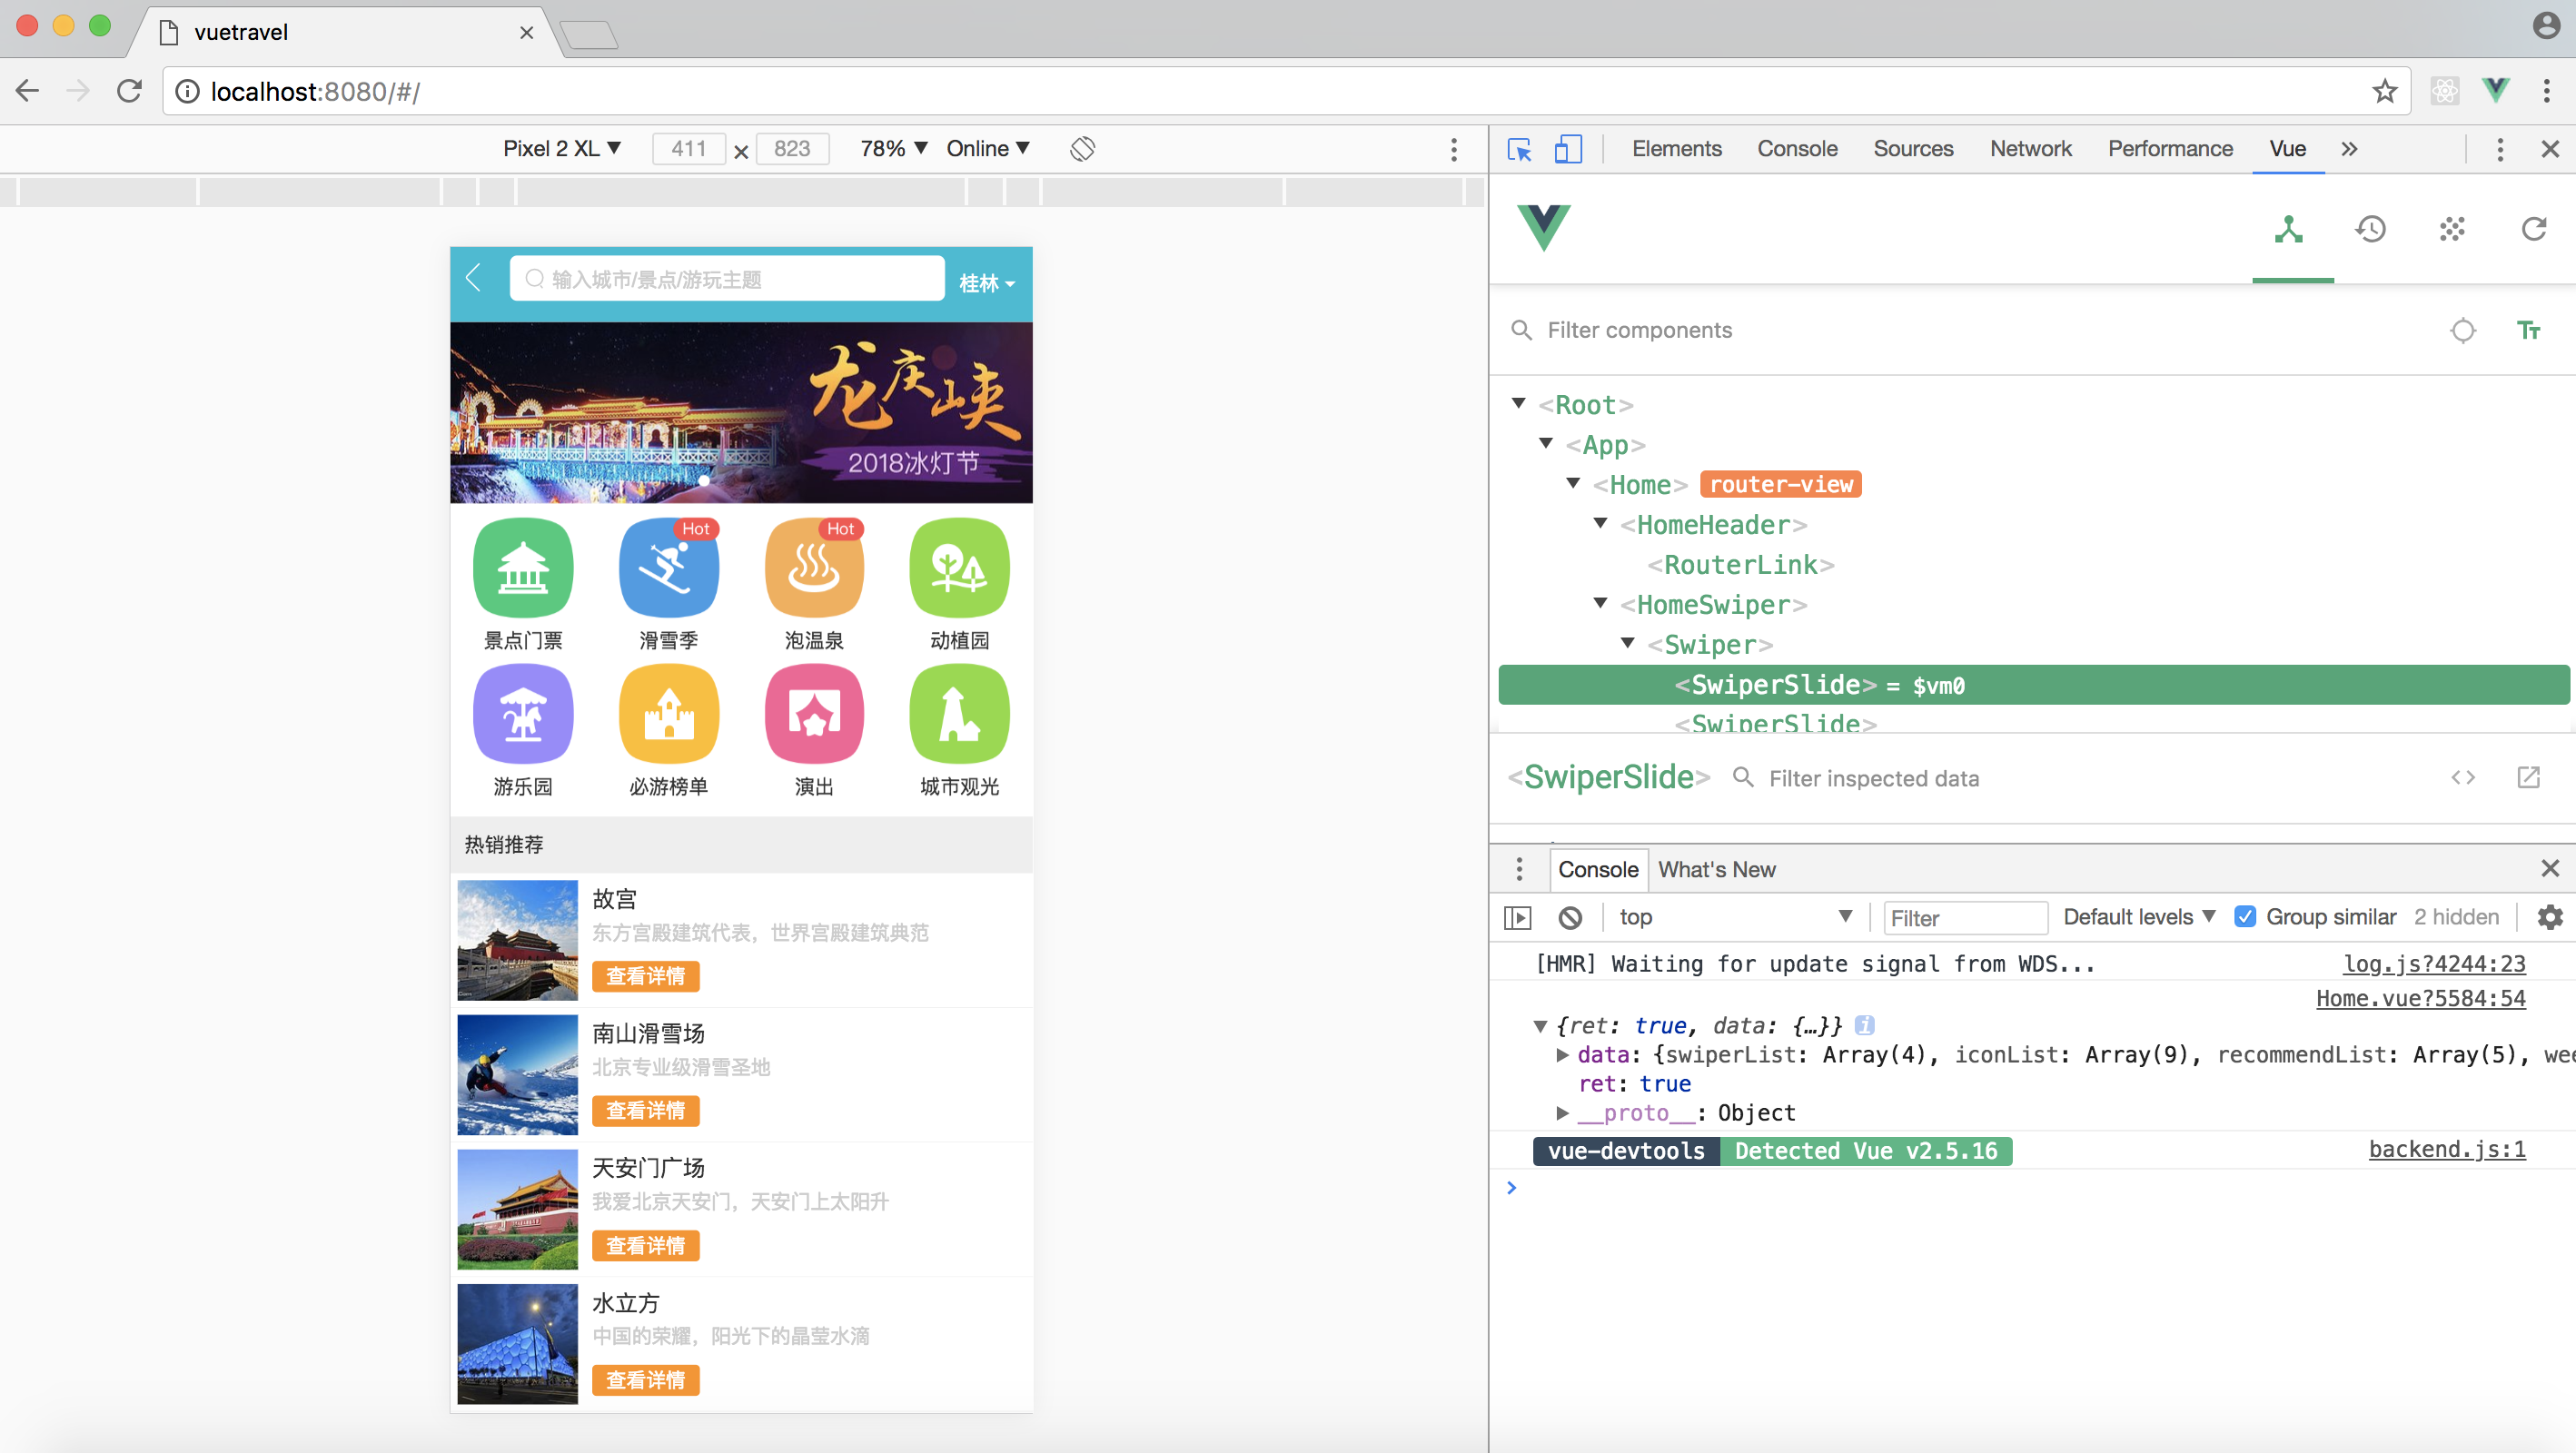 vuetravel
localhost:8080/#/
Pixel 2 XL ▼ 411 × 823 78% ▼ Online ▼
输入城市/景点/游玩主题
桂林
龙庆峡
2018冰灯节
Hot
Hot
景点门票
滑雪季
泡温泉
动植园
游乐园
必游榜单
演出
城市观光
热销推荐
故宫
东方宫殿建筑代表，世界宫殿建筑典范
查看详情
南山滑雪场
北京专业级滑雪圣地
查看详情
天安门广场
我爱北京天安门，天安门上太阳升
查看详情
水立方
中国的荣耀，阳光下的晶莹水滴
查看详情
Elements Console Sources Network Performance Vue »
Filter components
<Root>
<App>
<Home> router-view
<HomeHeader>
<RouterLink>
<HomeSwiper>
<Swiper>
<SwiperSlide> = $vm0
<SwiperSlide>
<SwiperSlide> Filter inspected data
Console What's New
top Filter Default levels ▼ Group similar 2 hidden
[HMR] Waiting for update signal from WDS... log.js?4244:23
Home.vue?5584:54
{ret: true, data: {…}}
data: {swiperList: Array(4), iconList: Array(9), recommendList: Array(5), wee
ret: true
__proto__: Object
vue-devtools Detected Vue v2.5.16 backend.js:1